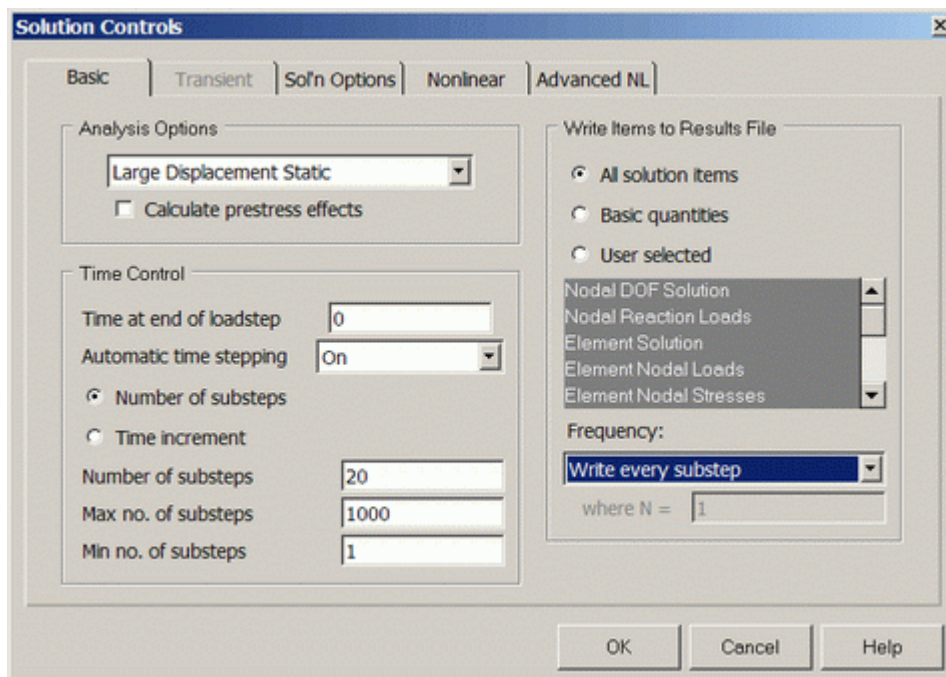 Solution Controls
Basic
Transient
Sol'n Options
Nonlinear
Advanced NL
Analysis Options
Large Displacement Static
Calculate prestress effects
Time Control
Time at end of loadstep 0
Automatic time stepping On
Number of substeps
Time increment
Number of substeps 20
Max no. of substeps 1000
Min no. of substeps 1
Write Items to Results File
All solution items
Basic quantities
User selected
Nodal DOF Solution
Nodal Reaction Loads
Element Solution
Element Nodal Loads
Element Nodal Stresses
Frequency:
Write every substep
where N = 1
OK
Cancel
Help